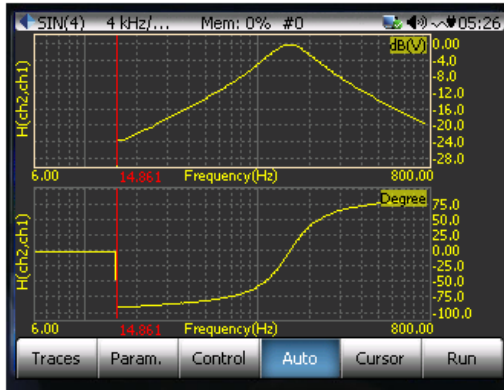 SIN(4) 4 kHz/... Mem: 0% #0 05:26
dB(V)
0.00
-4.0
-8.0
-12.0
-16.0
-20.0
-24.0
-28.0
H(ch2,ch1)
6.00 14.861 Frequency(Hz) 800.00
Degree
75.0
50.0
25.0
0.00
-25.0
-50.0
-75.0
-100.0
H(ch2,ch1)
6.00 14.861 Frequency(Hz) 800.00
Traces Param. Control Auto Cursor Run